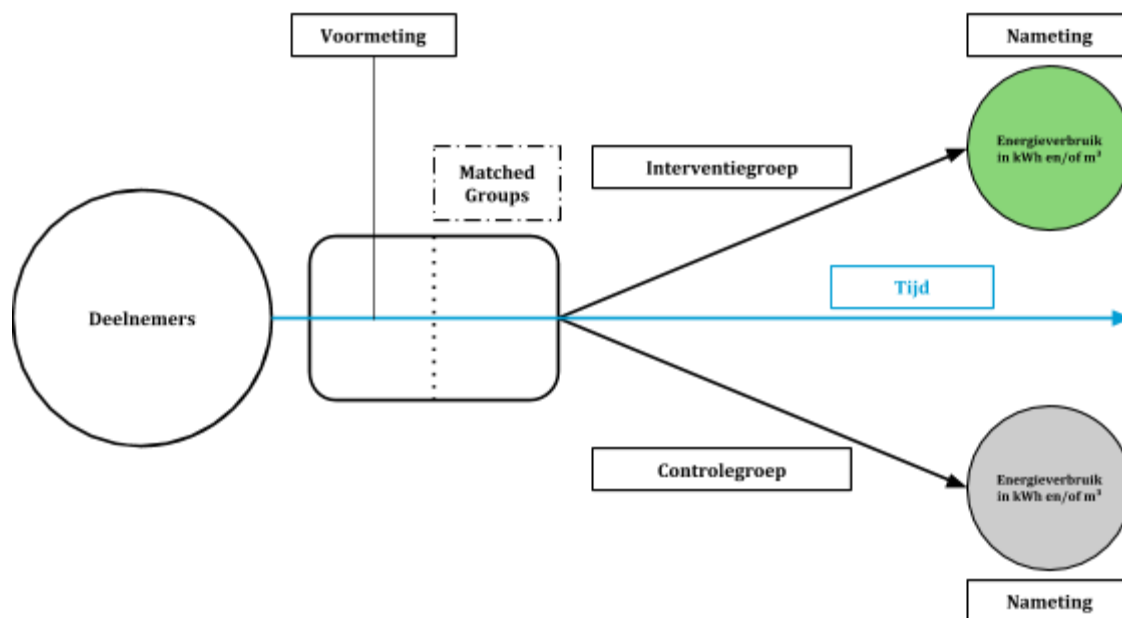 Voormeting
Nameting
Energieverbruik
in kWh en/of m³
Matched
Groups
Interventiegroep
Tijd
Deelnemers
Controlegroep
Energieverbruik
in kWh en/of m³
Nameting